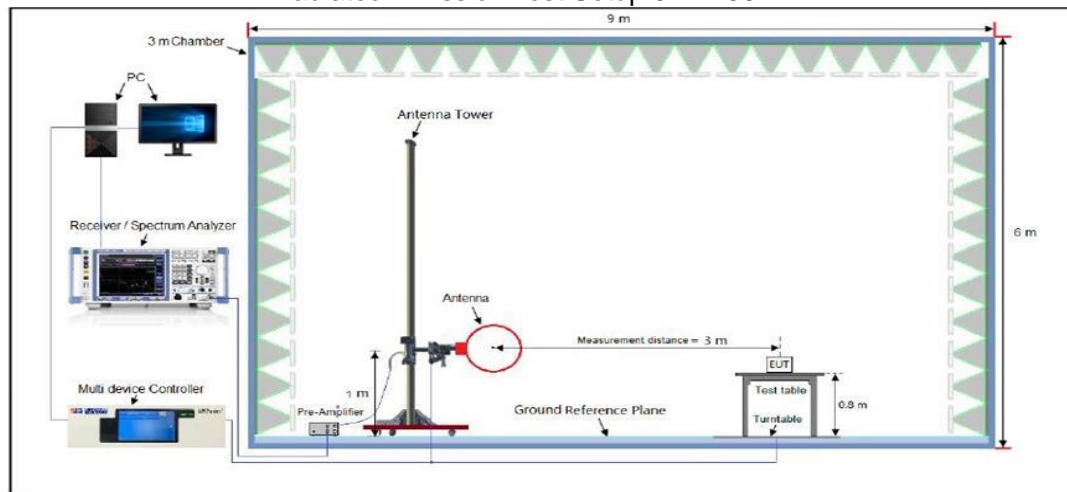 9 m
3 m Chamber
PC
Antenna Tower
Receiver / Spectrum Analyzer
6 m
Antenna
Measurement distance = 3 m
EUT
Multi device Controller
1 m
Test table
0.8 m
Pre-Amplifier
Ground Reference Plane
Turntable